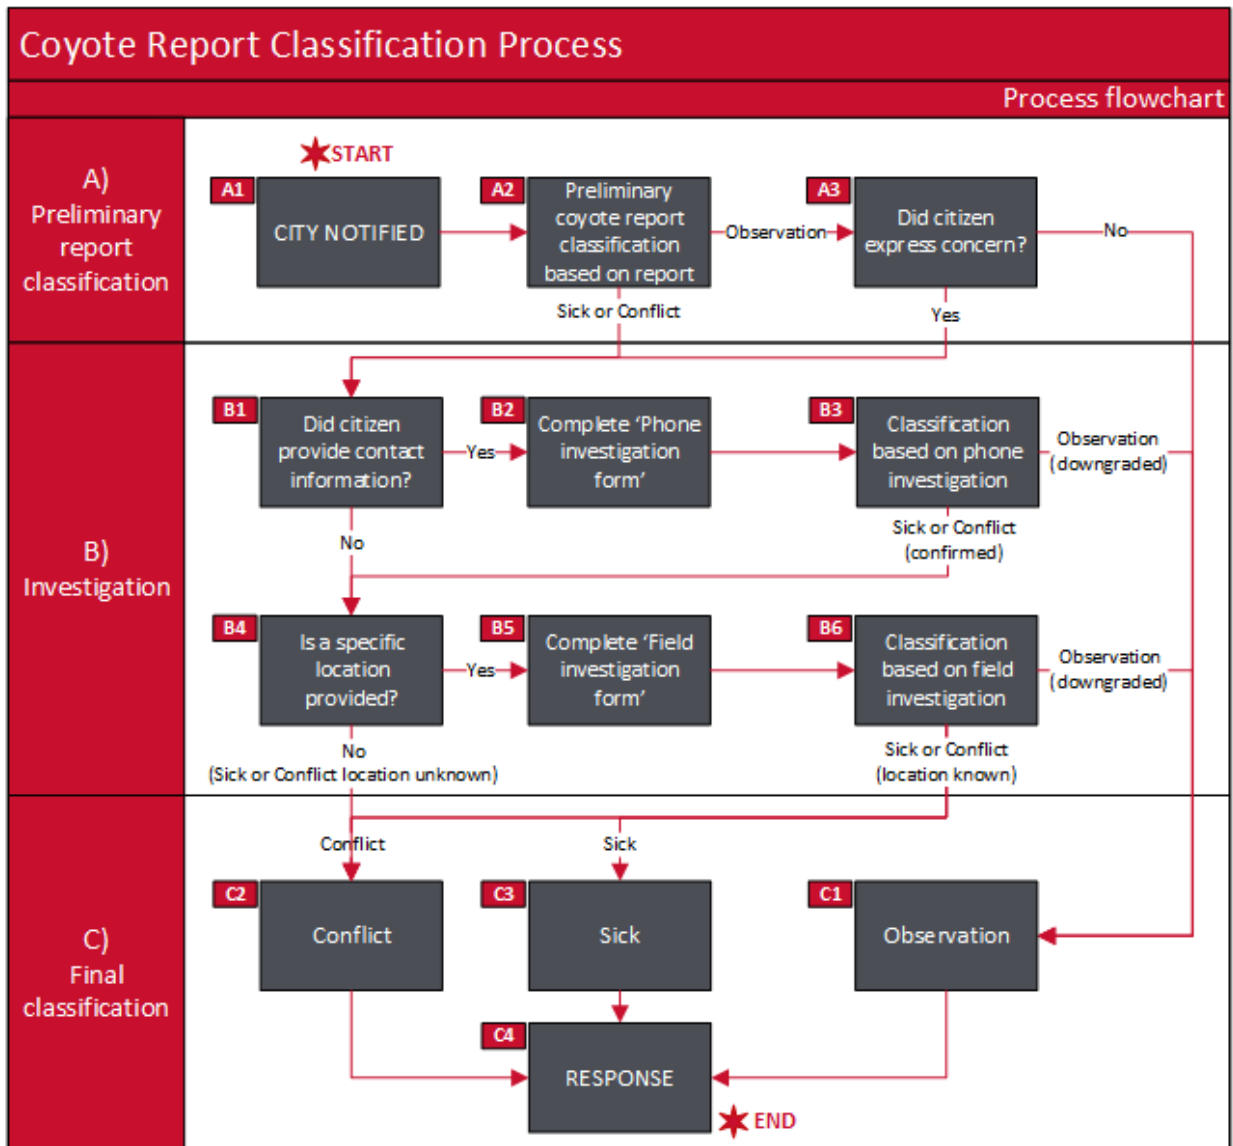 Coyote Report Classification Process
Process flowchart
A)
Preliminary
report
classification
START
A1
CITY NOTIFIED
A2
Preliminary
coyote report
classification
based on report
Observation
A3
Did citizen
express concern?
No
Sick or Conflict
Yes
B)
Investigation
B1
Did citizen
provide contact
information?
Yes
B2
Complete ‘Phone
investigation
form’
B3
Classification
based on phone
investigation
Observation
(downgraded)
No
Sick or Conflict
(confirmed)
B4
Is a specific
location
provided?
Yes
B5
Complete ‘Field
investigation
form’
B6
Classification
based on field
investigation
Observation
(downgraded)
No
(Sick or Conflict location unknown)
Sick or Conflict
(location known)
C)
Final
classification
Conflict
Sick
C2
Conflict
C3
Sick
C1
Observation
C4
RESPONSE
END